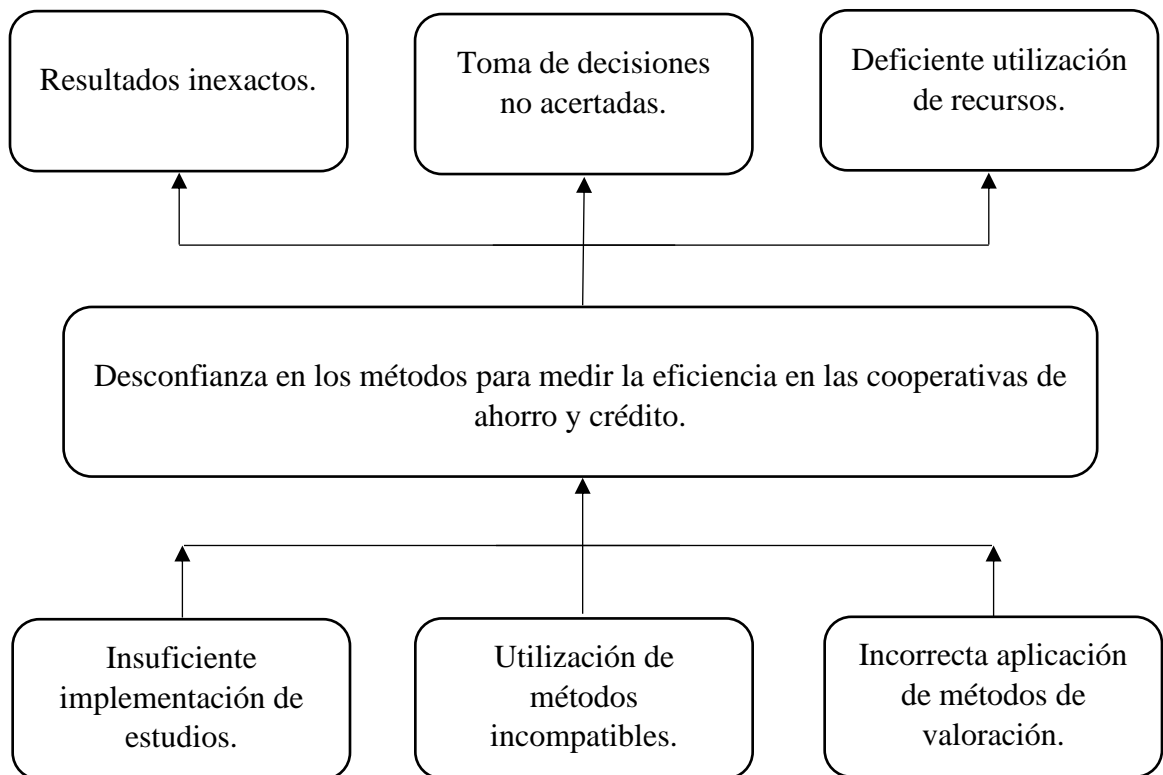 Resultados inexactos.
Toma de decisiones
no acertadas.
Deficiente utilización
de recursos.
Desconfianza en los métodos para medir la eficiencia en las cooperativas de
ahorro y crédito.
Insuficiente
implementación de
estudios.
Utilización de
métodos
incompatibles.
Incorrecta aplicación
de métodos de
valoración.